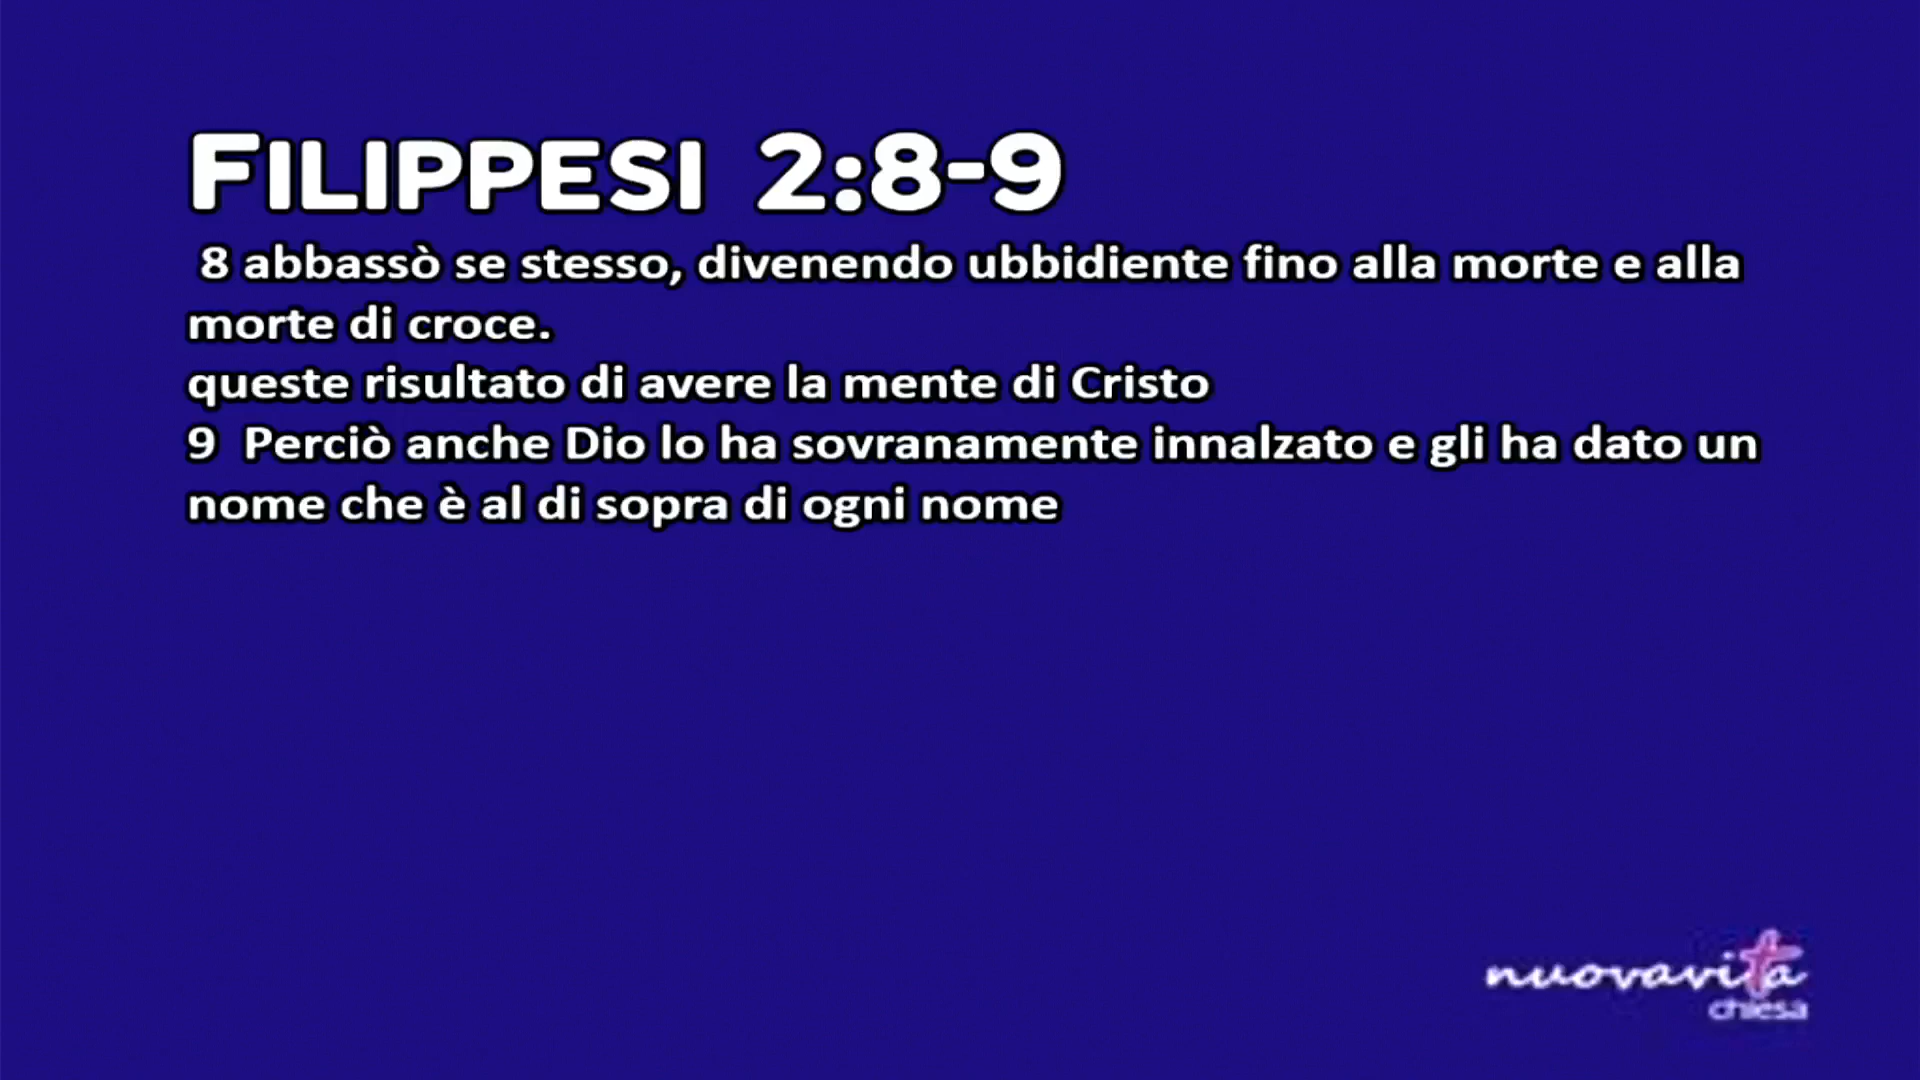 FILIPPESI 2:8-9
8 abbassò se stesso, divenendo ubbidiente fino alla morte e alla
morte di croce.
queste risultato di avere la mente di Cristo
9 Perciò anche Dio lo ha sovranamente innalzato e gli ha dato un
nome che è al di sopra di ogni nome
nuovavita
chiesa